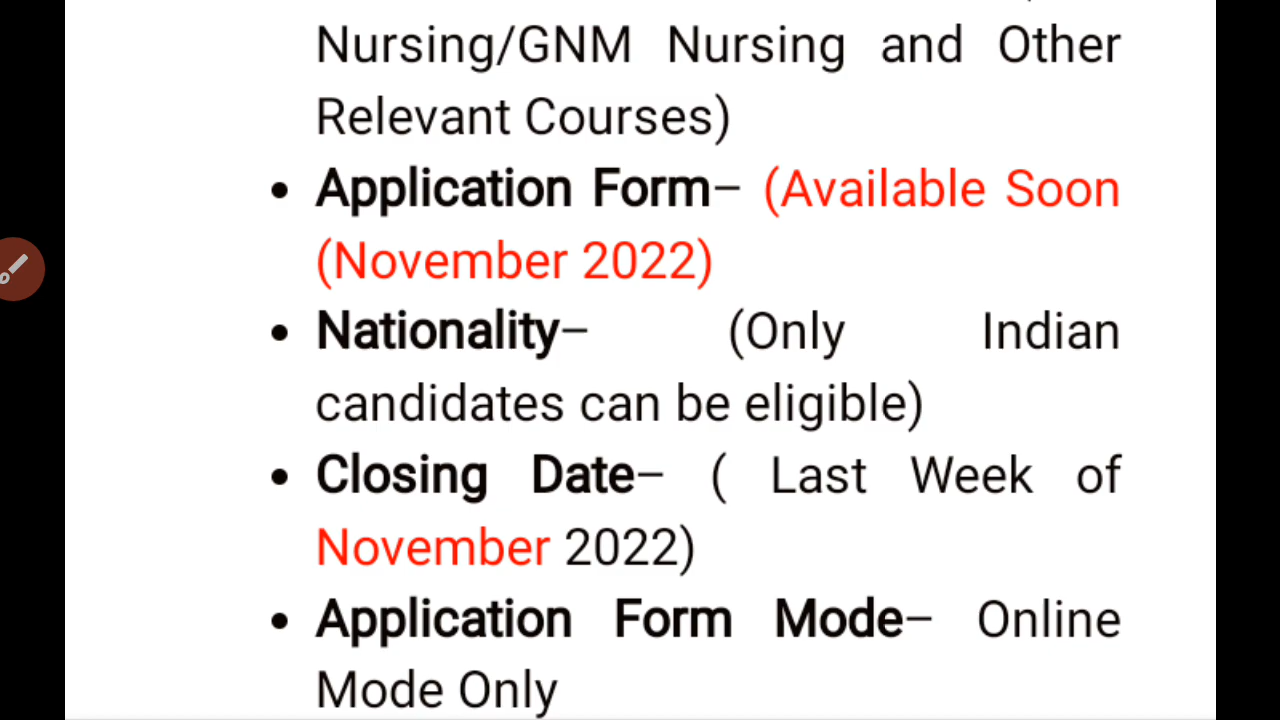 Nursing/GNM Nursing and Other
Relevant Courses)
• Application Form– (Available Soon
(November 2022)
• Nationality– (Only Indian
candidates can be eligible)
• Closing Date– ( Last Week of
November 2022)
• Application Form Mode– Online
Mode Only